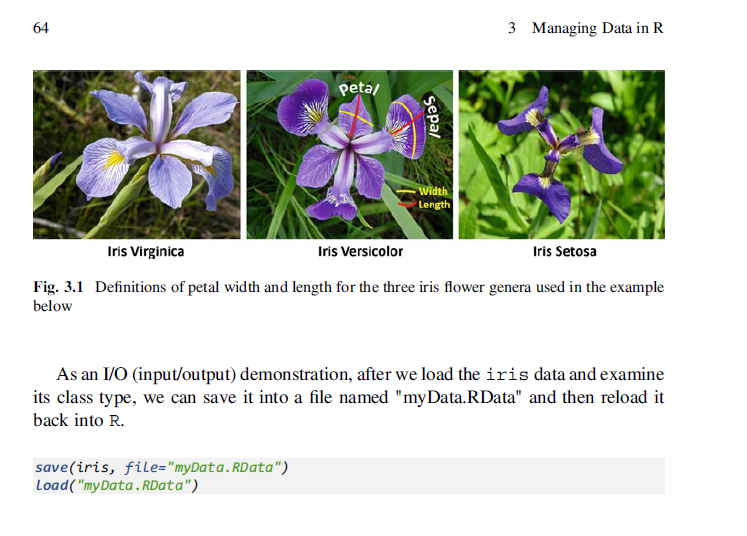 64
3 Managing Data in R
Petal
Sepal
Width
Length
Iris Virginica
Iris Versicolor
Iris Setosa
Fig. 3.1 Definitions of petal width and length for the three iris flower genera used in the example
below
As an I/O (input/output) demonstration, after we load the iris data and examine
its class type, we can save it into a file named "myData.RData" and then reload it
back into R.
save(iris, file="myData.RData")
load("myData.RData")